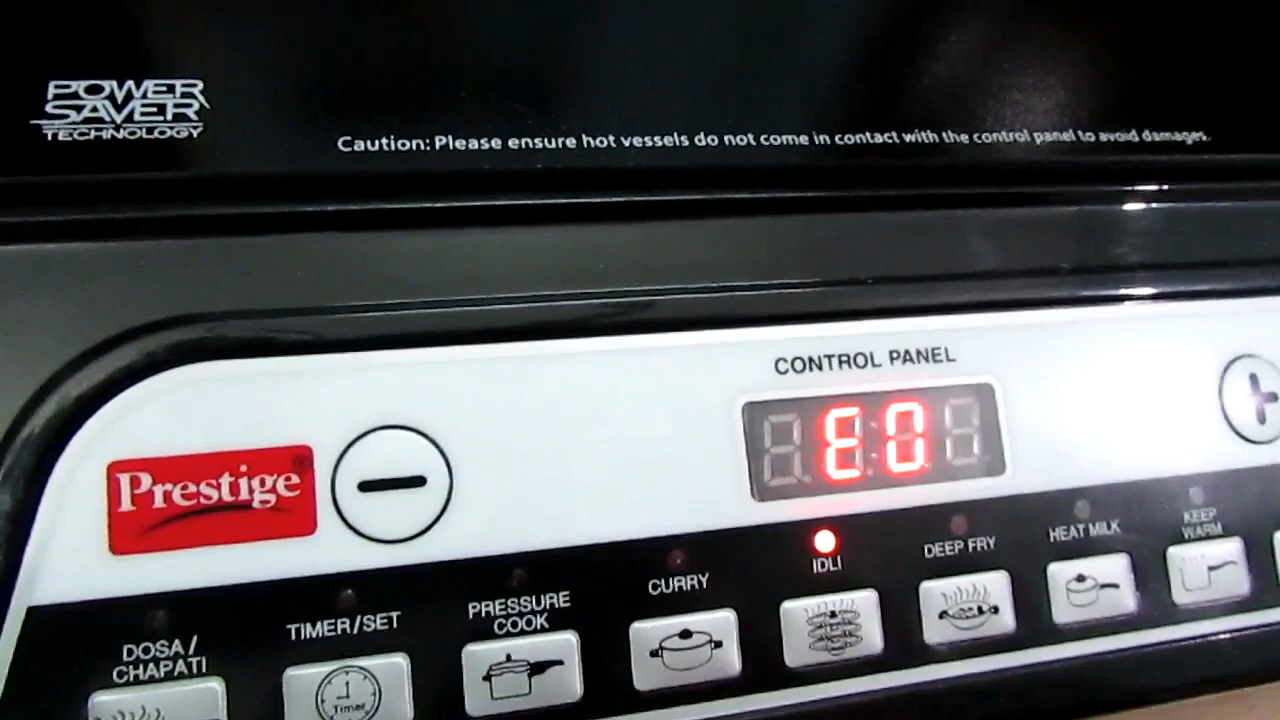 POWER
SAVER
TECHNOLOGY
Caution: Please ensure hot vessels do not come in contact with the control panel to avoid damages.
CONTROL PANEL
E0
Prestige
DOSA /
CHAPATI
TIMER/SET
Timer
PRESSURE
COOK
CURRY
IDLI
DEEP FRY
HEAT MILK
KEEP
WARM